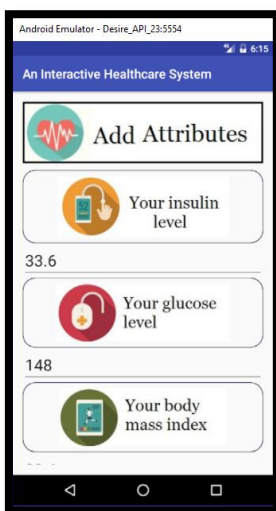 Android Emulator - Desire_API_23:5554
6:15
An Interactive Healthcare System
Add Attributes
Your insulin
level
33.6
Your glucose
level
148
Your body
mass index